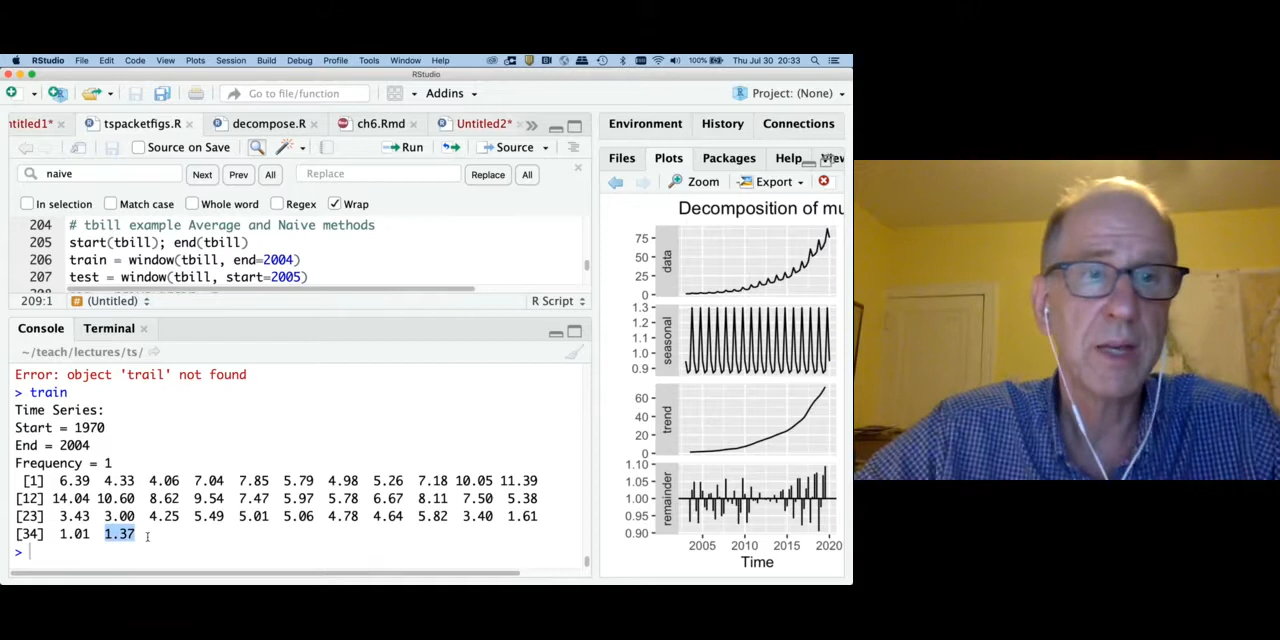 RStudio File Edit Code View Plots Session Build Debug Profile Tools Window Help 100% Thu Jul 30 20:33
RStudio
Go to file/function Addins Project: (None)
ntitled1* tspacketfigs.R decompose.R ch6.Rmd Untitled2*
Source on Save Run Source
naive Next Prev All Replace Replace All
In selection Match case Whole word Regex Wrap
204 # tbill example Average and Naive methods
205 start(tbill); end(tbill)
206 train = window(tbill, end=2004)
207 test = window(tbill, start=2005)
209:1 (Untitled) R Script
Console Terminal
~/teach/lectures/ts/
Error: object 'trail' not found
> train
Time Series:
Start = 1970
End = 2004
Frequency = 1
[1] 6.39 4.33 4.06 7.04 7.85 5.79 4.98 5.26 7.18 10.05 11.39
[12] 14.04 10.60 8.62 9.54 7.47 5.97 5.78 6.67 8.11 7.50 5.38
[23] 3.43 3.00 4.25 5.49 5.01 5.06 4.78 4.64 5.82 3.40 1.61
[34] 1.01 1.37
>
Environment History Connections
Files Plots Packages Help
Zoom Export
Decomposition of mu
data
75
50
25
0
seasonal
1.3
1.2
1.1
1.0
0.9
trend
60
40
20
0
remainder
1.10
1.05
1.00
0.95
0.90
2005 2010 2015 2020
Time